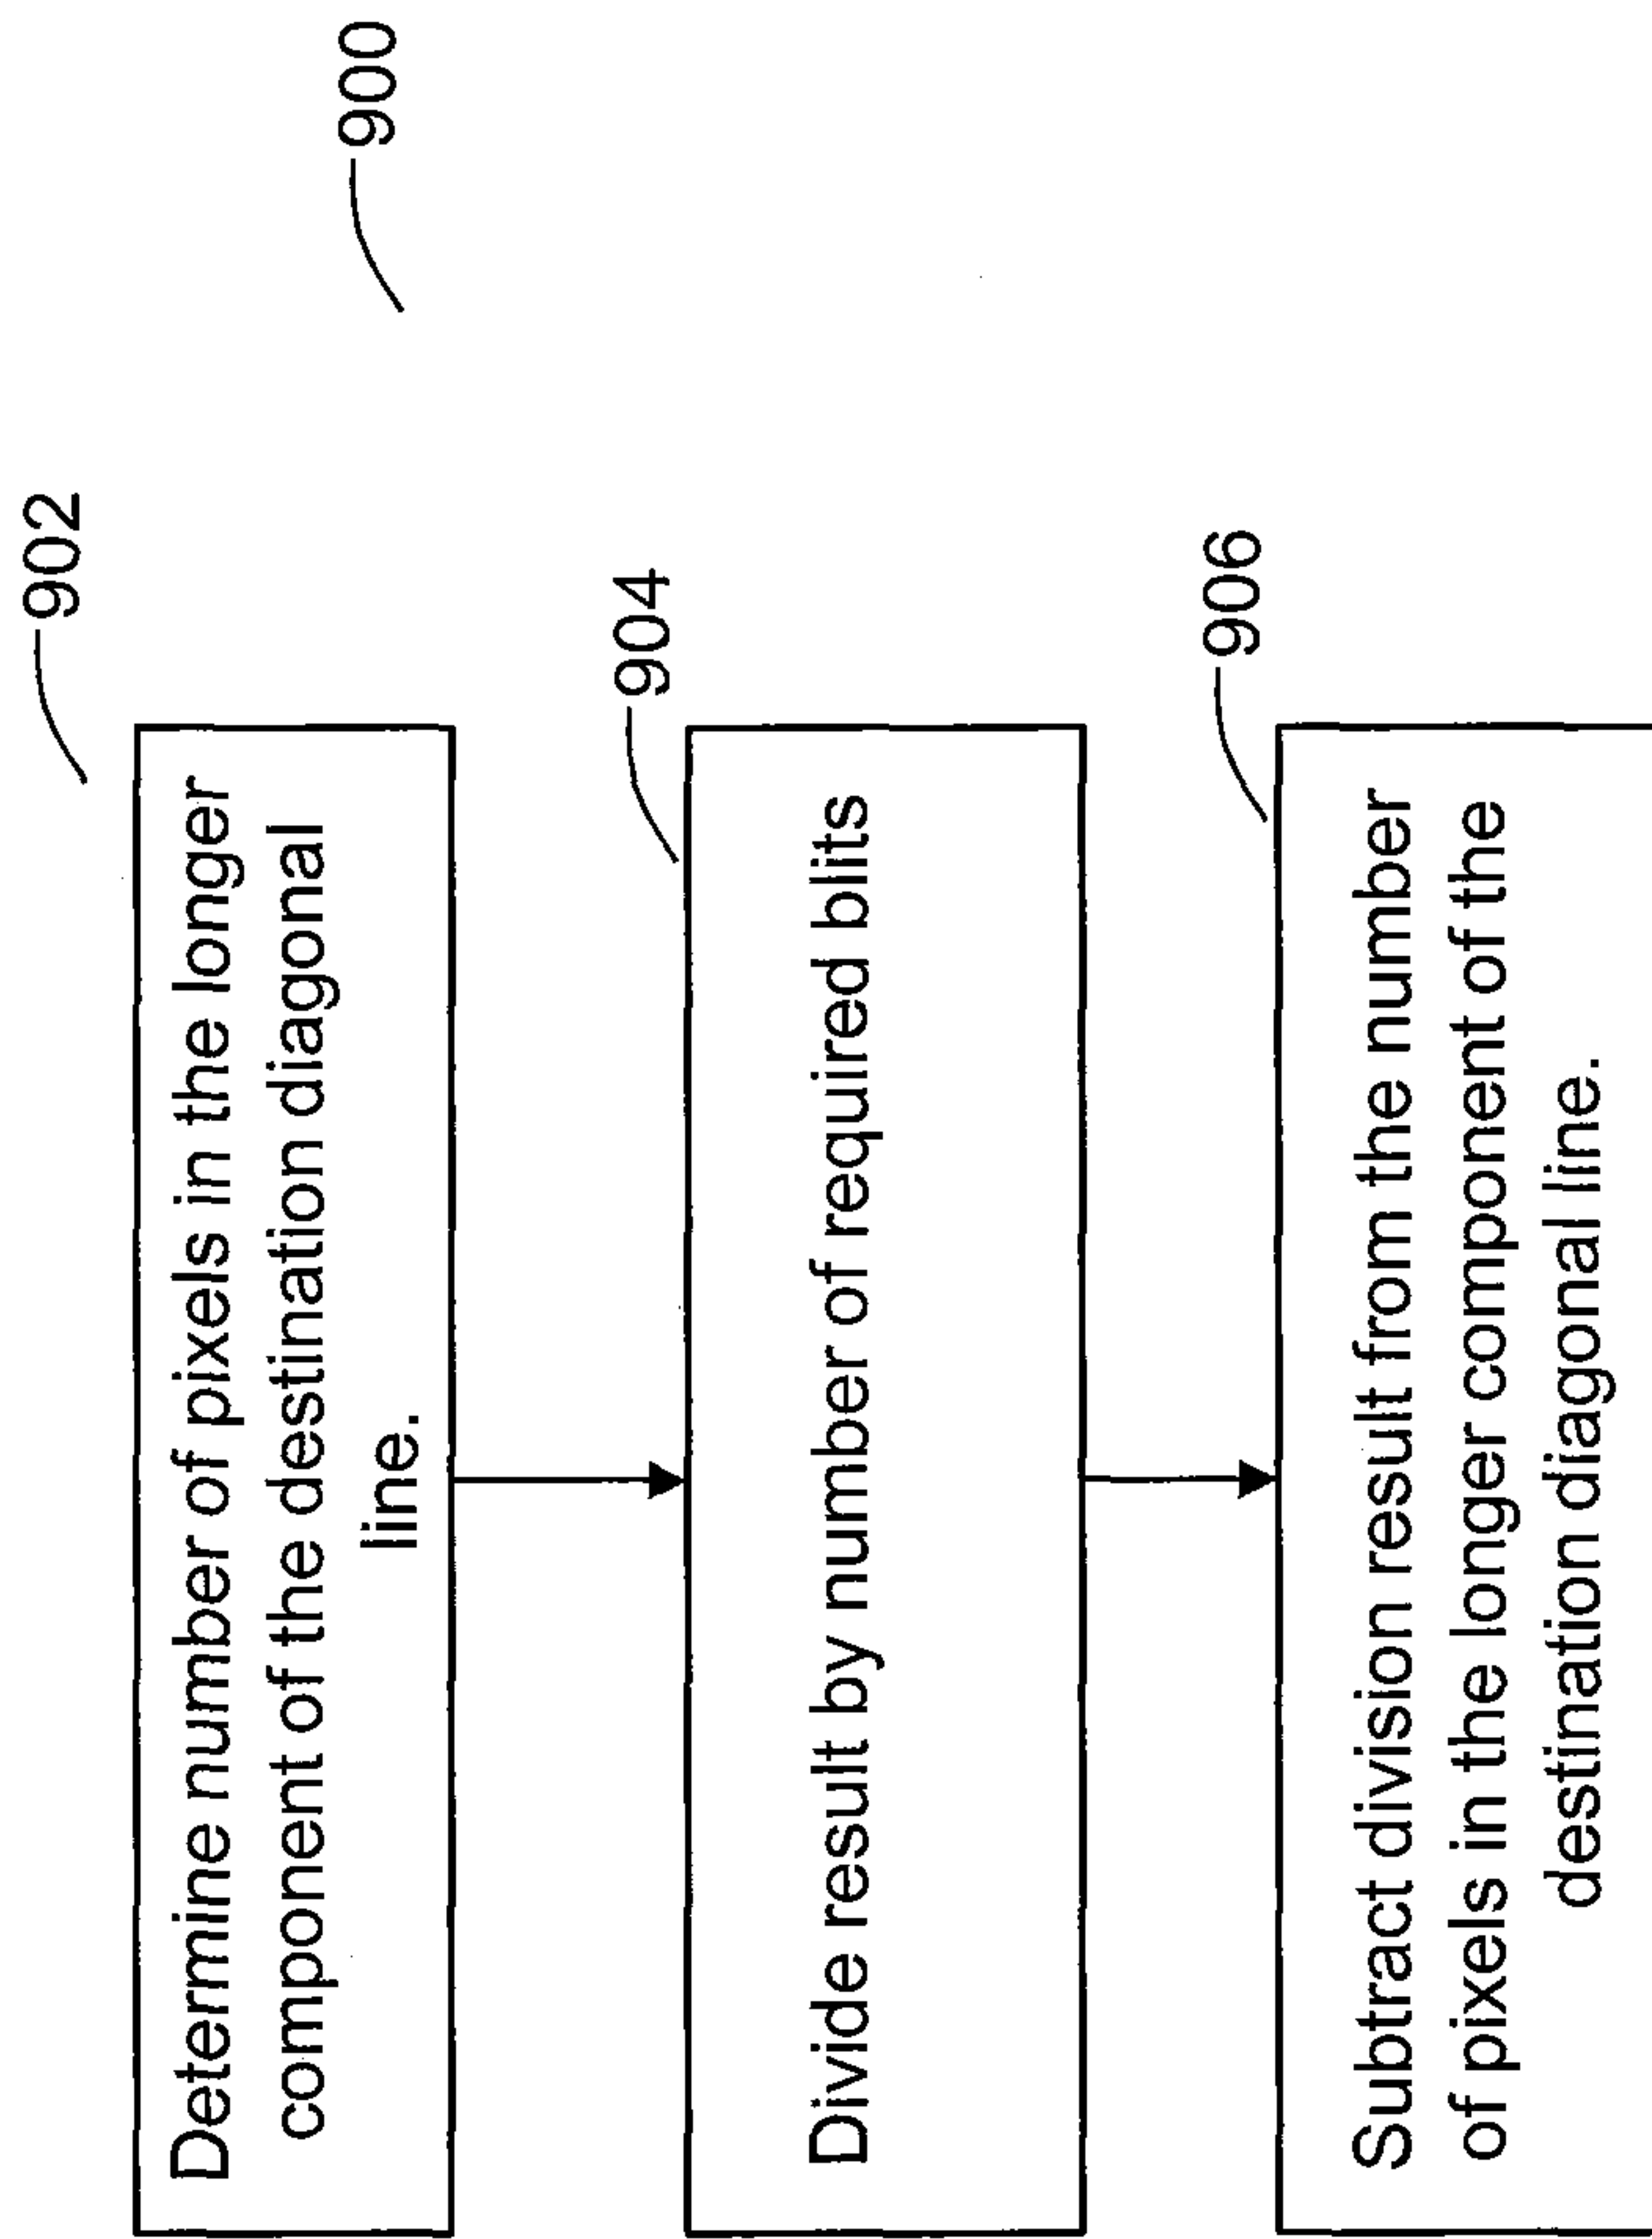 900
902
Determine number of pixels in the longer
component of the destination diagonal
line.
904
Divide result by number of required blits
906
Subtract division result from the number
of pixels in the longer component of the
destination diagonal line.